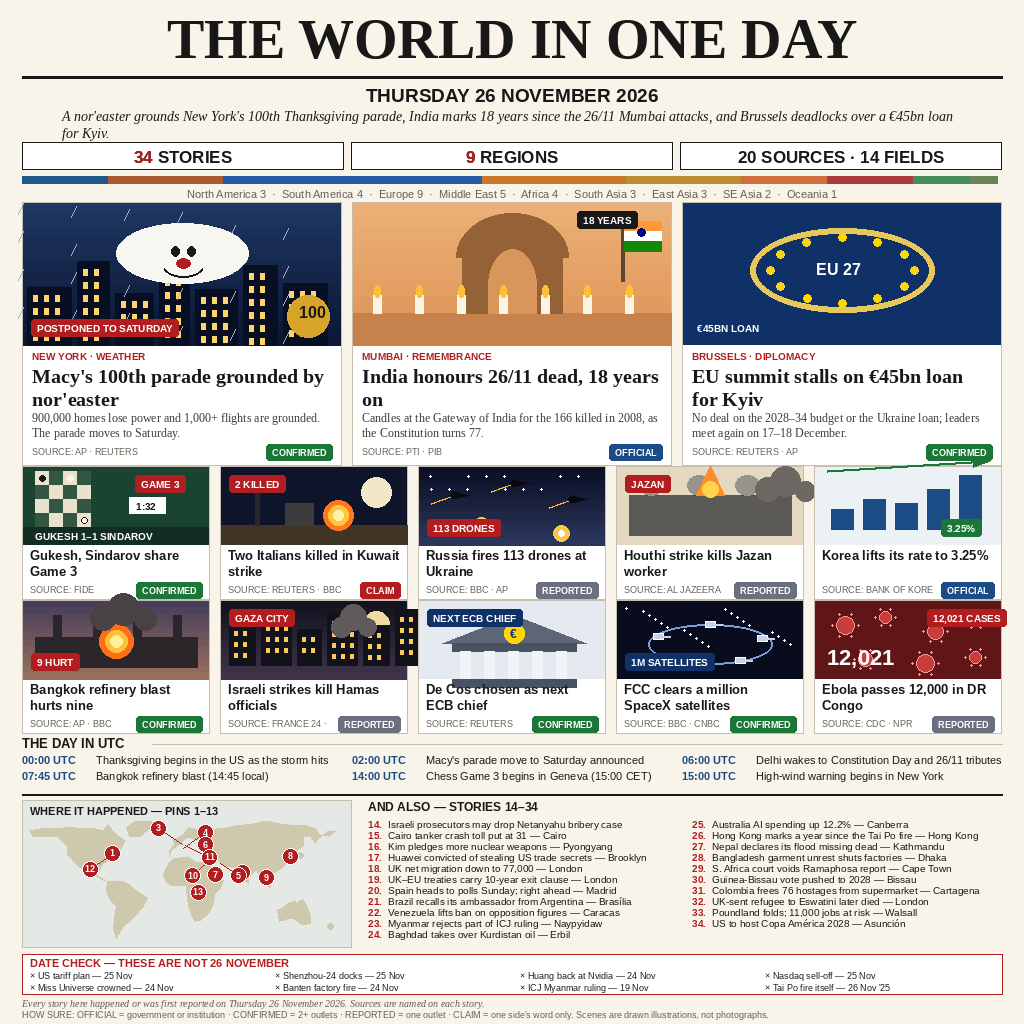 THE WORLD IN ONE DAY
THURSDAY 26 NOVEMBER 2026
A nor'easter grounds New York's 100th Thanksgiving parade, India marks 18 years since the 26/11 Mumbai attacks, and Brussels deadlocks over a €45bn loan
for Kyiv.
34 STORIES
9 REGIONS
20 SOURCES · 14 FIELDS
North America 3 · South America 4 · Europe 9 · Middle East 5 · Africa 4 · South Asia 3 · East Asia 3 · SE Asia 2 · Oceania 1
100
POSTPONED TO SATURDAY
NEW YORK · WEATHER
Macy's 100th parade grounded by
nor'easter
900,000 homes lose power and 1,000+ flights are grounded.
The parade moves to Saturday.
SOURCE: AP · REUTERS
CONFIRMED
18 YEARS
MUMBAI · REMEMBRANCE
India honours 26/11 dead, 18 years
on
Candles at the Gateway of India for the 166 killed in 2008, as
the Constitution turns 77.
SOURCE: PTI · PIB
OFFICIAL
EU 27
€45BN LOAN
BRUSSELS · DIPLOMACY
EU summit stalls on €45bn loan
for Kyiv
No deal on the 2028–34 budget or the Ukraine loan; leaders
meet again on 17–18 December.
SOURCE: REUTERS · AP
CONFIRMED
GAME 3
1:32
GUKESH 1–1 SINDAROV
Gukesh, Sindarov share
Game 3
SOURCE: FIDE
CONFIRMED
2 KILLED
Two Italians killed in Kuwait
strike
SOURCE: REUTERS · BBC
CLAIM
113 DRONES
Russia fires 113 drones at
Ukraine
SOURCE: BBC · AP
REPORTED
JAZAN
Houthi strike kills Jazan
worker
SOURCE: AL JAZEERA
REPORTED
3.25%
Korea lifts its rate to 3.25%
SOURCE: BANK OF KORE
OFFICIAL
9 HURT
Bangkok refinery blast
hurts nine
SOURCE: AP · BBC
CONFIRMED
GAZA CITY
Israeli strikes kill Hamas
officials
SOURCE: FRANCE 24 ·
REPORTED
NEXT ECB CHIEF
€
De Cos chosen as next
ECB chief
SOURCE: REUTERS
CONFIRMED
1M SATELLITES
FCC clears a million
SpaceX satellites
SOURCE: BBC · CNBC
CONFIRMED
12,021 CASES
12,021
Ebola passes 12,000 in DR
Congo
SOURCE: CDC · NPR
REPORTED
THE DAY IN UTC
00:00 UTC Thanksgiving begins in the US as the storm hits
02:00 UTC Macy's parade move to Saturday announced
06:00 UTC Delhi wakes to Constitution Day and 26/11 tributes
07:45 UTC Bangkok refinery blast (14:45 local)
14:00 UTC Chess Game 3 begins in Geneva (15:00 CET)
15:00 UTC High-wind warning begins in New York
WHERE IT HAPPENED — PINS 1–13
3
4
6
1
11
8
12
10
7
5
9
13
AND ALSO — STORIES 14–34
14. Israeli prosecutors may drop Netanyahu bribery case
15. Cairo tanker crash toll put at 31 — Cairo
16. Kim pledges more nuclear weapons — Pyongyang
17. Huawei convicted of stealing US trade secrets — Brooklyn
18. UK net migration down to 77,000 — London
19. UK–EU treaties carry 10-year exit clause — London
20. Spain heads to polls Sunday; right ahead — Madrid
21. Brazil recalls its ambassador from Argentina — Brasília
22. Venezuela lifts ban on opposition figures — Caracas
23. Myanmar rejects part of ICJ ruling — Naypyidaw
24. Baghdad takes over Kurdistan oil — Erbil
25. Australia AI spending up 12.2% — Canberra
26. Hong Kong marks a year since the Tai Po fire — Hong Kong
27. Nepal declares its flood missing dead — Kathmandu
28. Bangladesh garment unrest shuts factories — Dhaka
29. S. Africa court voids Ramaphosa report — Cape Town
30. Guinea-Bissau vote pushed to 2028 — Bissau
31. Colombia frees 76 hostages from supermarket — Cartagena
32. UK-sent refugee to Eswatini later died — London
33. Poundland folds; 11,000 jobs at risk — Walsall
34. US to host Copa América 2028 — Asunción
DATE CHECK — THESE ARE NOT 26 NOVEMBER
× US tariff plan — 25 Nov
× Shenzhou-24 docks — 25 Nov
× Huang back at Nvidia — 24 Nov
× Nasdaq sell-off — 25 Nov
× Miss Universe crowned — 24 Nov
× Banten factory fire — 24 Nov
× ICJ Myanmar ruling — 19 Nov
× Tai Po fire itself — 26 Nov '25
Every story here happened or was first reported on Thursday 26 November 2026. Sources are named on each story.
HOW SURE: OFFICIAL = government or institution · CONFIRMED = 2+ outlets · REPORTED = one outlet · CLAIM = one side's word only. Scenes are drawn illustrations, not photographs.